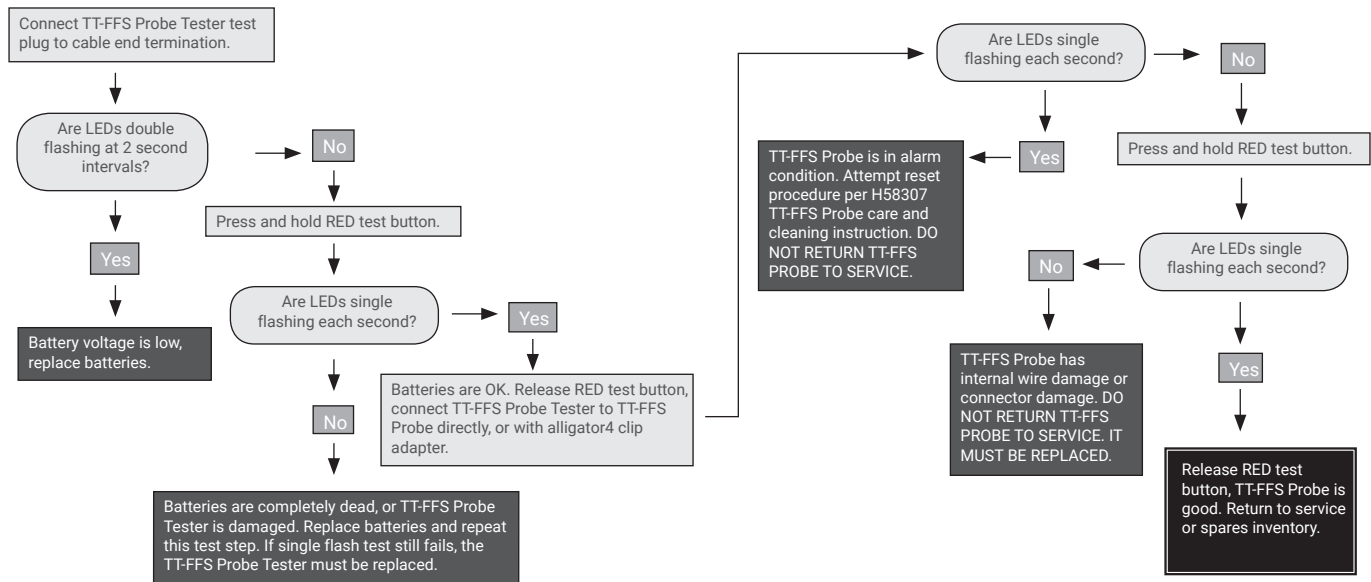 Connect TT-FFS Probe Tester test
plug to cable end termination.
Are LEDs double
flashing at 2 second
intervals?
No
Press and hold RED test button.
Yes
Battery voltage is low,
replace batteries.
Are LEDs single
flashing each second?
Yes
Batteries are OK. Release RED test button,
connect TT-FFS Probe Tester to TT-FFS
Probe directly, or with alligator4 clip
adapter.
No
Batteries are completely dead, or TT-FFS Probe
Tester is damaged. Replace batteries and repeat
this test step. If single flash test still fails, the
TT-FFS Probe Tester must be replaced.
Are LEDs single
flashing each second?
No
Yes
TT-FFS Probe is in alarm
condition. Attempt reset
procedure per H58307
TT-FFS Probe care and
cleaning instruction. DO
NOT RETURN TT-FFS
PROBE TO SERVICE.
Press and hold RED test button.
Are LEDs single
flashing each second?
No
TT-FFS Probe has
internal wire damage or
connector damage. DO
NOT RETURN TT-FFS
PROBE TO SERVICE. IT
MUST BE REPLACED.
Yes
Release RED test
button, TT-FFS Probe is
good. Return to service
or spares inventory.